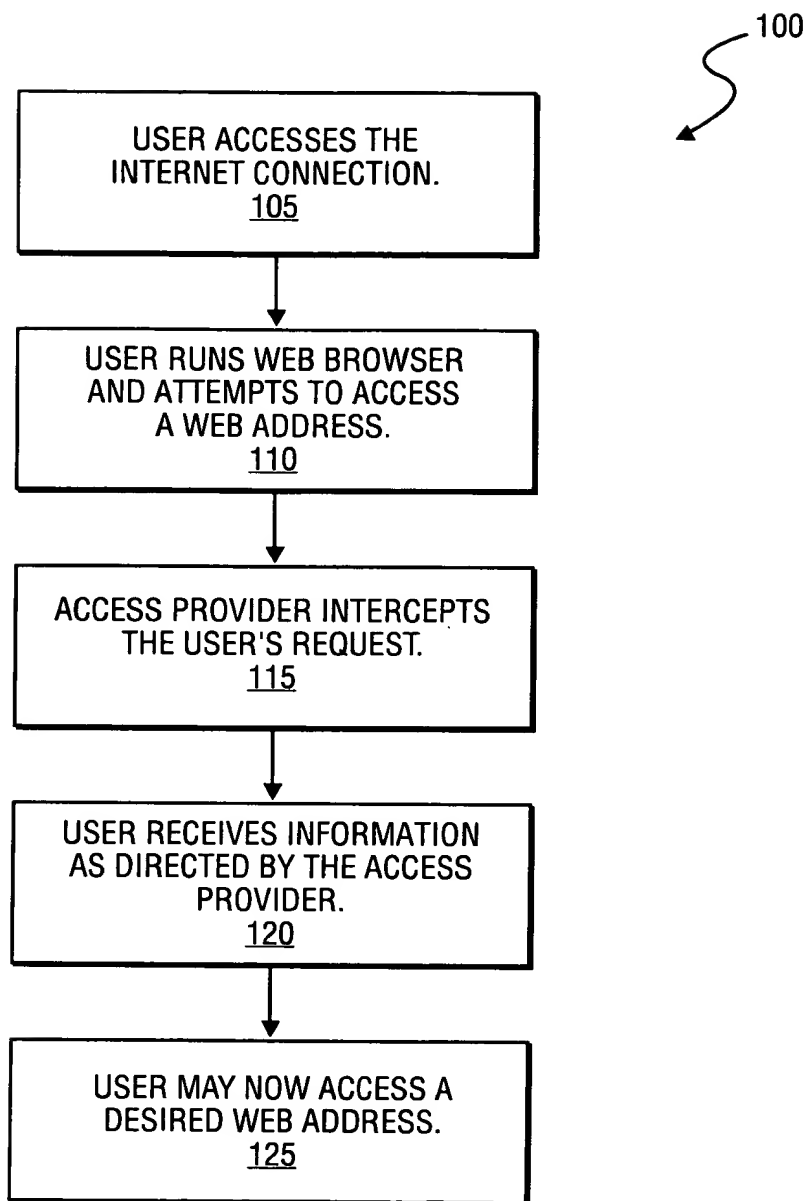 100
USER ACCESSES THE
INTERNET CONNECTION.
105
USER RUNS WEB BROWSER
AND ATTEMPTS TO ACCESS
A WEB ADDRESS.
110
ACCESS PROVIDER INTERCEPTS
THE USER'S REQUEST.
115
USER RECEIVES INFORMATION
AS DIRECTED BY THE ACCESS
PROVIDER.
120
USER MAY NOW ACCESS A
DESIRED WEB ADDRESS.
125